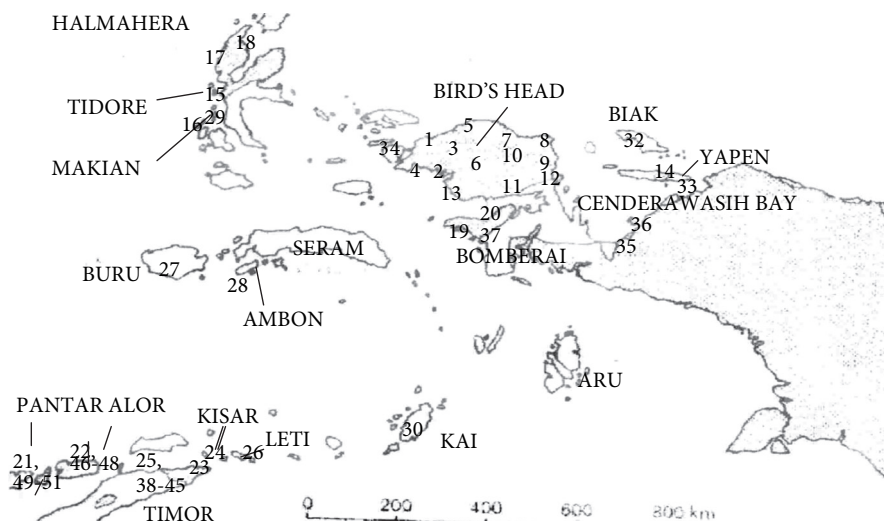 HALMAHERA
18
17
BIRD'S HEAD
TIDORE
15
BIAK
5
29
16
1
7
8
32
34
3
10
YAPEN
MAKIAN
6
9
4
2
14
12
33
13
11
CENDERAWASIH BAY
20
36
19
37
SERAM
35
BOMBERAI
BURU
27
28
AMBON
ARU
PANTAR ALOR
KISAR
30
KAI
LETI
22,
24
26
21,
46-48
25,
23
49-51
38-45
TIMOR
0
200
400
600
800 km